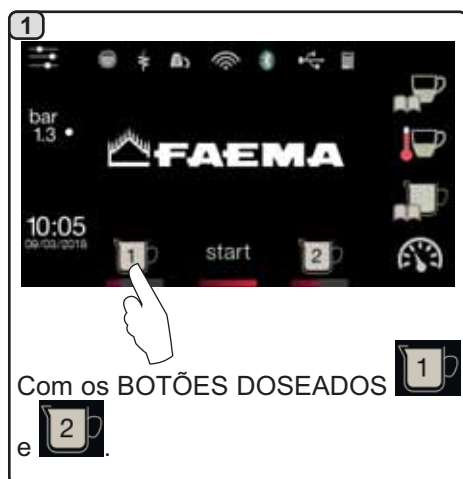 1
bar
1.3
FAEMA
10:05
09/03/2018
1 start 2
Com os BOTÕES DOSEADOS 1
e 2.